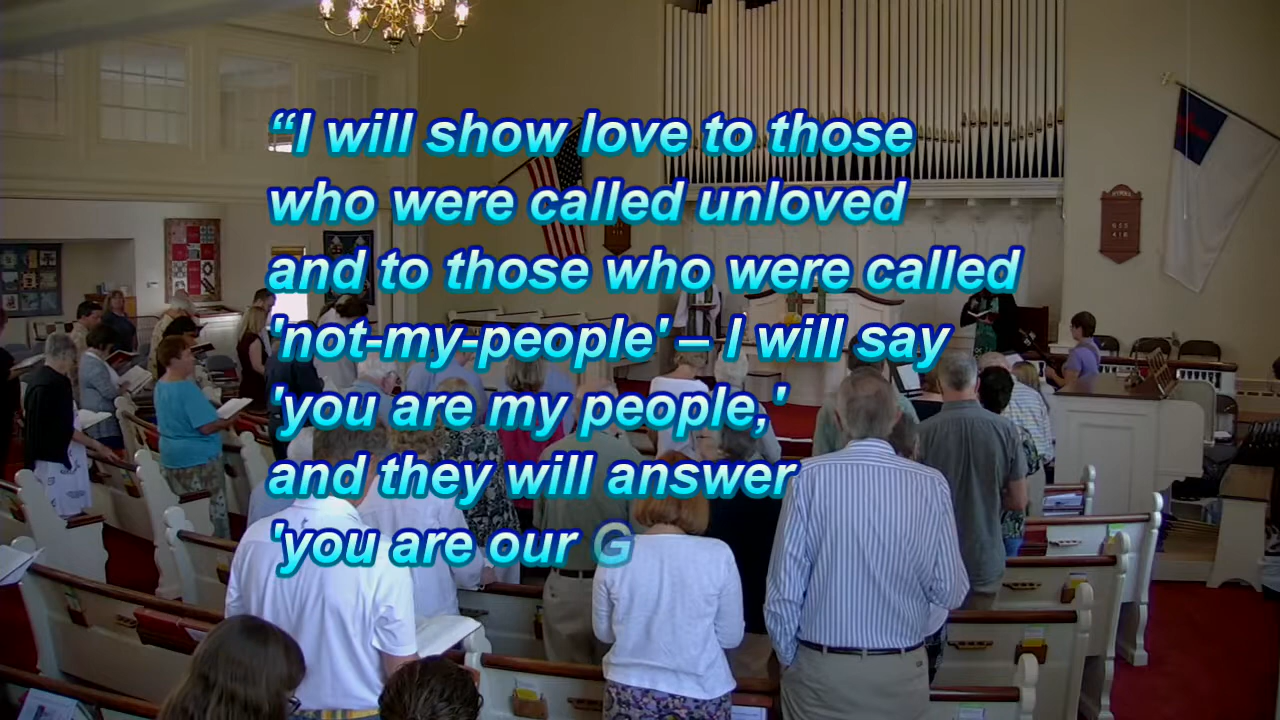 “I will show love to those
who were called unloved
and to those who were called
'not-my-people' – I will say
'you are my people,'
and they will answer
'you are our G